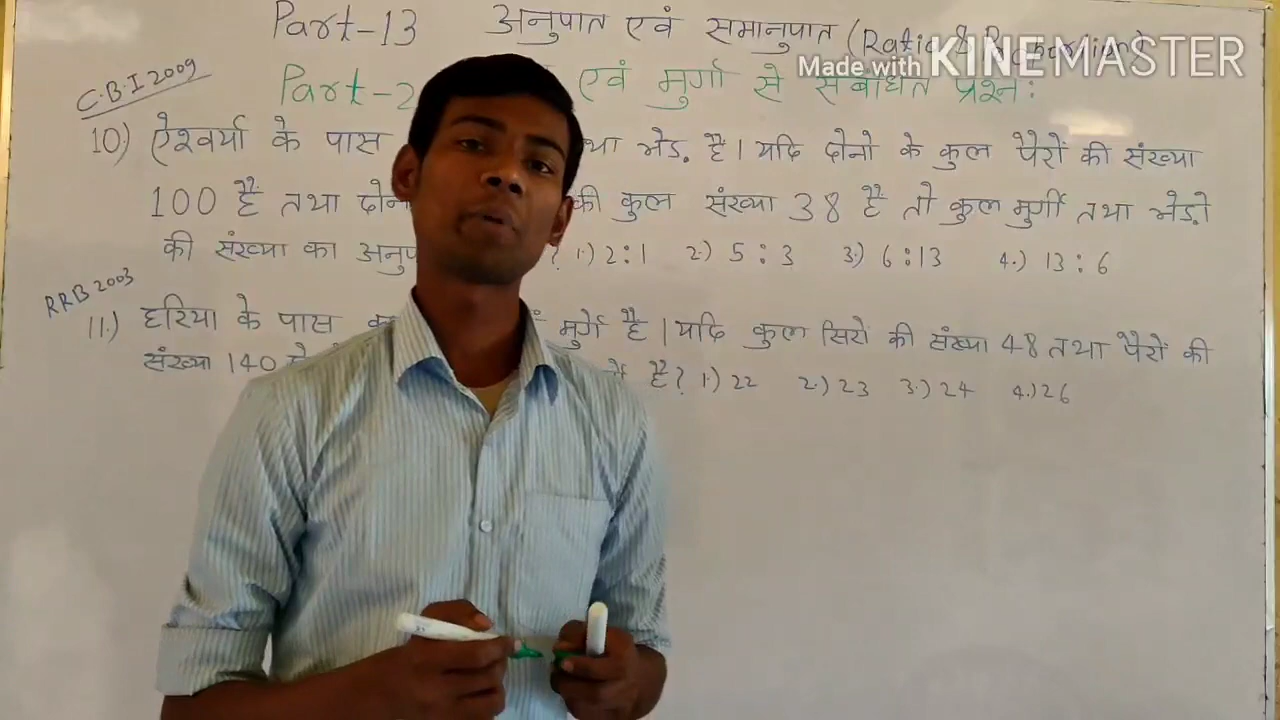 Part-13 अनुपात एवं समानुपात (Ratio &
Made with KINEMASTER
C.B.I 2009
Part-2 एवं मुर्गा से संबंधित प्रश्न:
10.) ऐश्वर्या के पास था भेड़ है। यदि दोनो के कुल पैरों की संख्या
100 है तथा दोन की कुल संख्या 38 है तो कुल मुर्गी तथा भेड़ो
की संख्या का अनुप ? 1.) 2:1 2.) 5:3 3.) 6:13 4.) 13:6
RRB 2003
11.) हरिया के पास मुर्गे है। यदि कुल सिरो की संख्या 48 तथा पैरों की
संख्या 140 है? 1.) 22 2.) 23 3.) 24 4.) 26